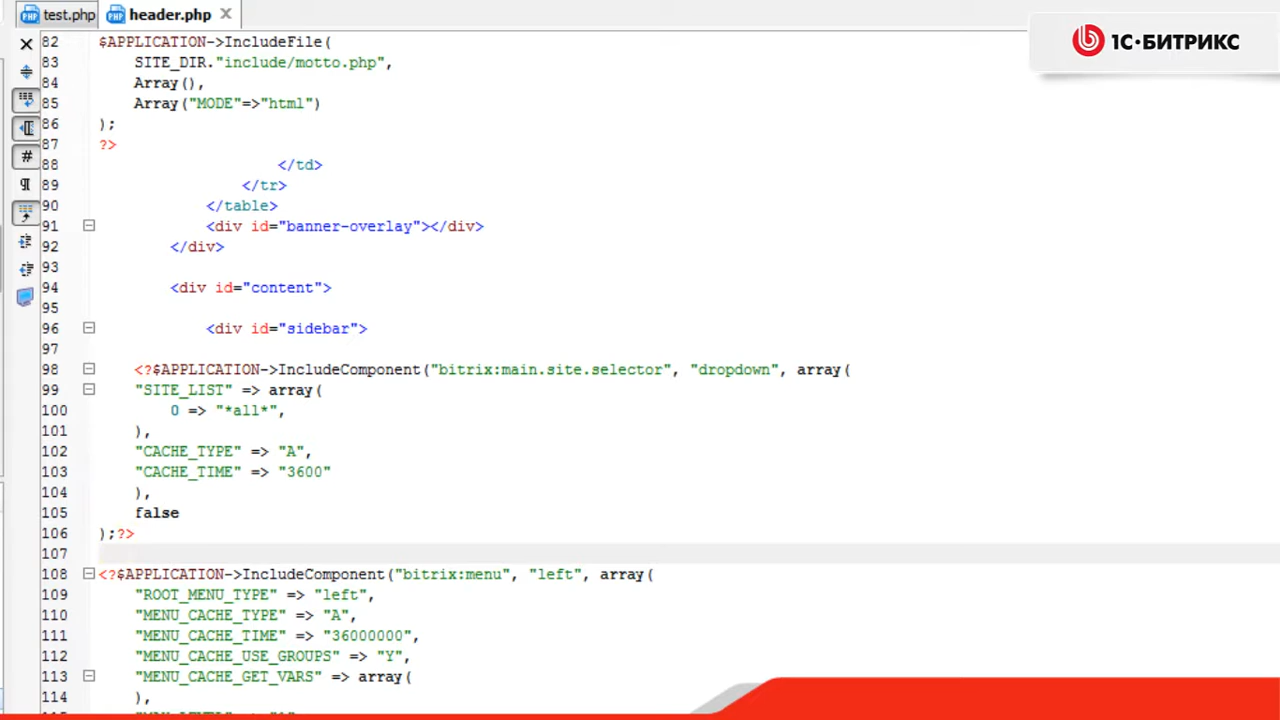 test.php header.php
1С-БИТРИКС
82 $APPLICATION->IncludeFile(
83 SITE_DIR."include/motto.php",
84 Array(),
85 Array("MODE"=>"html")
86 );
87 ?>
88 </td>
89 </tr>
90 </table>
91 <div id="banner-overlay"></div>
92 </div>
93
94 <div id="content">
95
96 <div id="sidebar">
97
98 <?$APPLICATION->IncludeComponent("bitrix:main.site.selector", "dropdown", array(
99 "SITE_LIST" => array(
100 0 => "*all*",
101 ),
102 "CACHE_TYPE" => "A",
103 "CACHE_TIME" => "3600"
104 ),
105 false
106 );?>
107
108 <?$APPLICATION->IncludeComponent("bitrix:menu", "left", array(
109 "ROOT_MENU_TYPE" => "left",
110 "MENU_CACHE_TYPE" => "A",
111 "MENU_CACHE_TIME" => "36000000",
112 "MENU_CACHE_USE_GROUPS" => "Y",
113 "MENU_CACHE_GET_VARS" => array(
114 ),